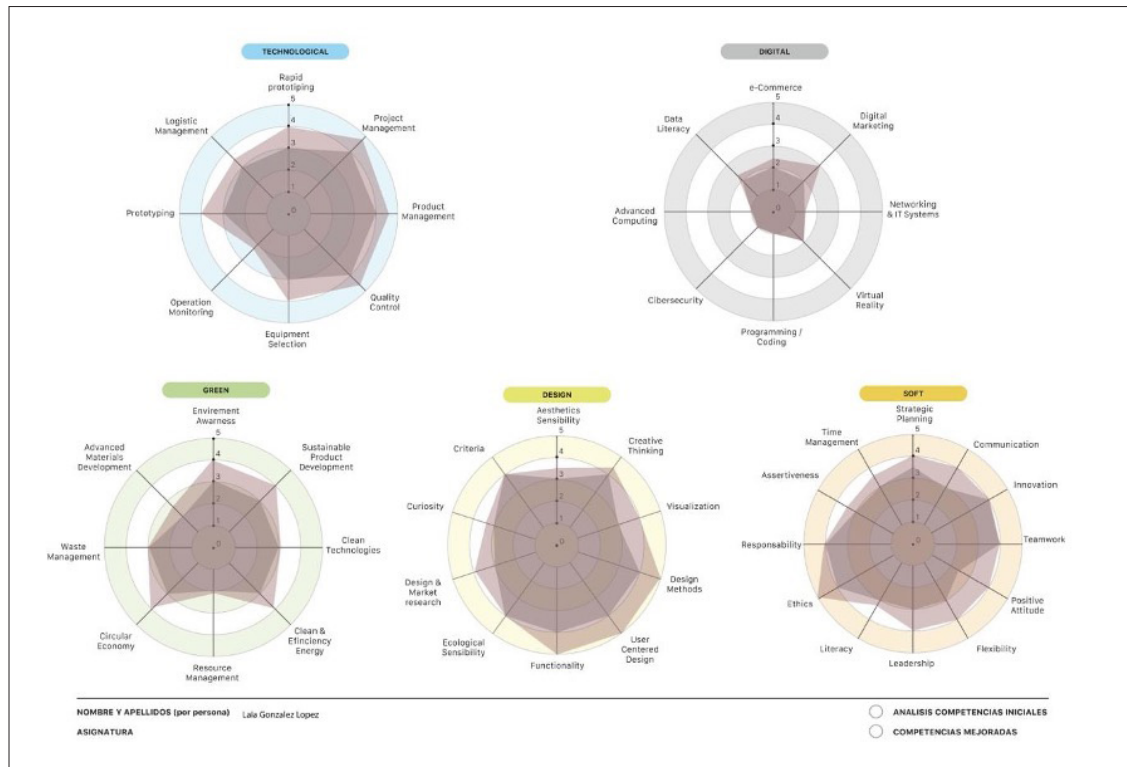 TECHNOLOGICAL
Rapid
prototiping
5
4
3
2
1
0
Project
Management
Product
Management
Quality
Control
Equipment
Selection
Operation
Monitoring
Prototyping
Logistic
Management
DIGITAL
e-Commerce
5
4
3
2
1
0
Digital
Marketing
Networking
& IT Systems
Virtual
Reality
Programming /
Coding
Cibersecurity
Advanced
Computing
Data
Literacy
GREEN
Envirement
Awarness
5
4
3
2
1
0
Sustainable
Product
Development
Clean
Technologies
Clean &
Efinciency
Energy
Resource
Management
Circular
Economy
Waste
Management
Advanced
Materials
Development
DESIGN
Aesthetics
Sensibility
5
4
3
2
1
0
Creative
Thinking
Visualization
Design
Methods
User
Centered
Design
Functionality
Ecological
Sensibility
Design &
Market
research
Curiosity
Criteria
SOFT
Strategic
Planning
5
4
3
2
1
0
Communication
Innovation
Teamwork
Positive
Attitude
Flexibility
Leadership
Literacy
Ethics
Responsability
Assertiveness
Time
Management
NOMBRE Y APELLIDOS (por persona) Lala Gonzalez Lopez
ASIGNATURA
ANALISIS COMPETENCIAS INICIALES
COMPETENCIAS MEJORADAS